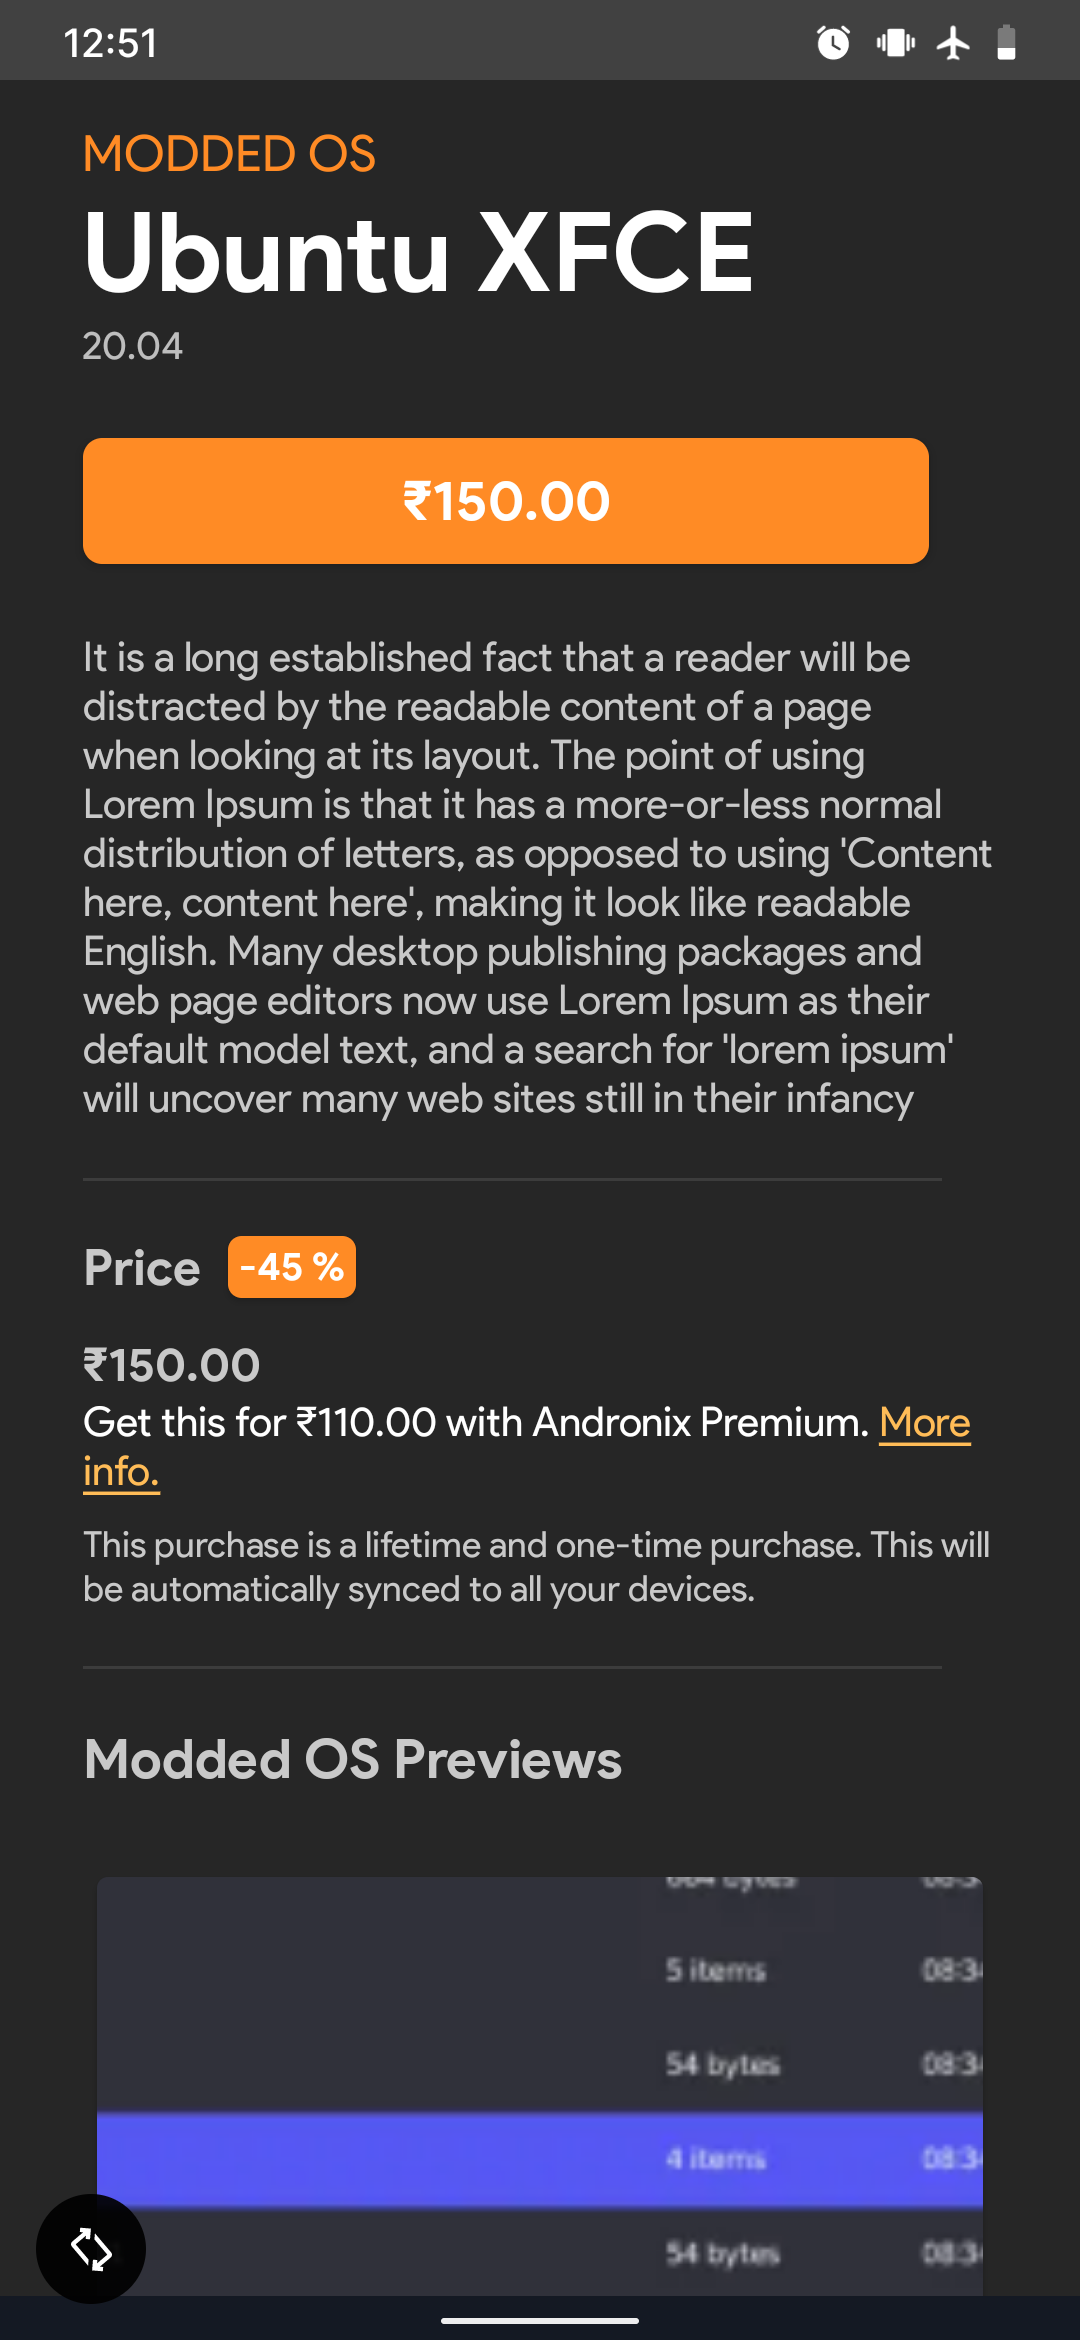 12:51
MODDED OS
Ubuntu XFCE
20.04
₹150.00
It is a long established fact that a reader will be
distracted by the readable content of a page
when looking at its layout. The point of using
Lorem Ipsum is that it has a more-or-less normal
distribution of letters, as opposed to using 'Content
here, content here', making it look like readable
English. Many desktop publishing packages and
web page editors now use Lorem Ipsum as their
default model text, and a search for 'lorem ipsum'
will uncover many web sites still in their infancy
Price -45 %
₹150.00
Get this for ₹110.00 with Andronix Premium. More
info.
This purchase is a lifetime and one-time purchase. This will
be automatically synced to all your devices.
Modded OS Previews
bytes
5 items 08:3
54 bytes 08:3
4 items 08:3
54 bytes 08:3